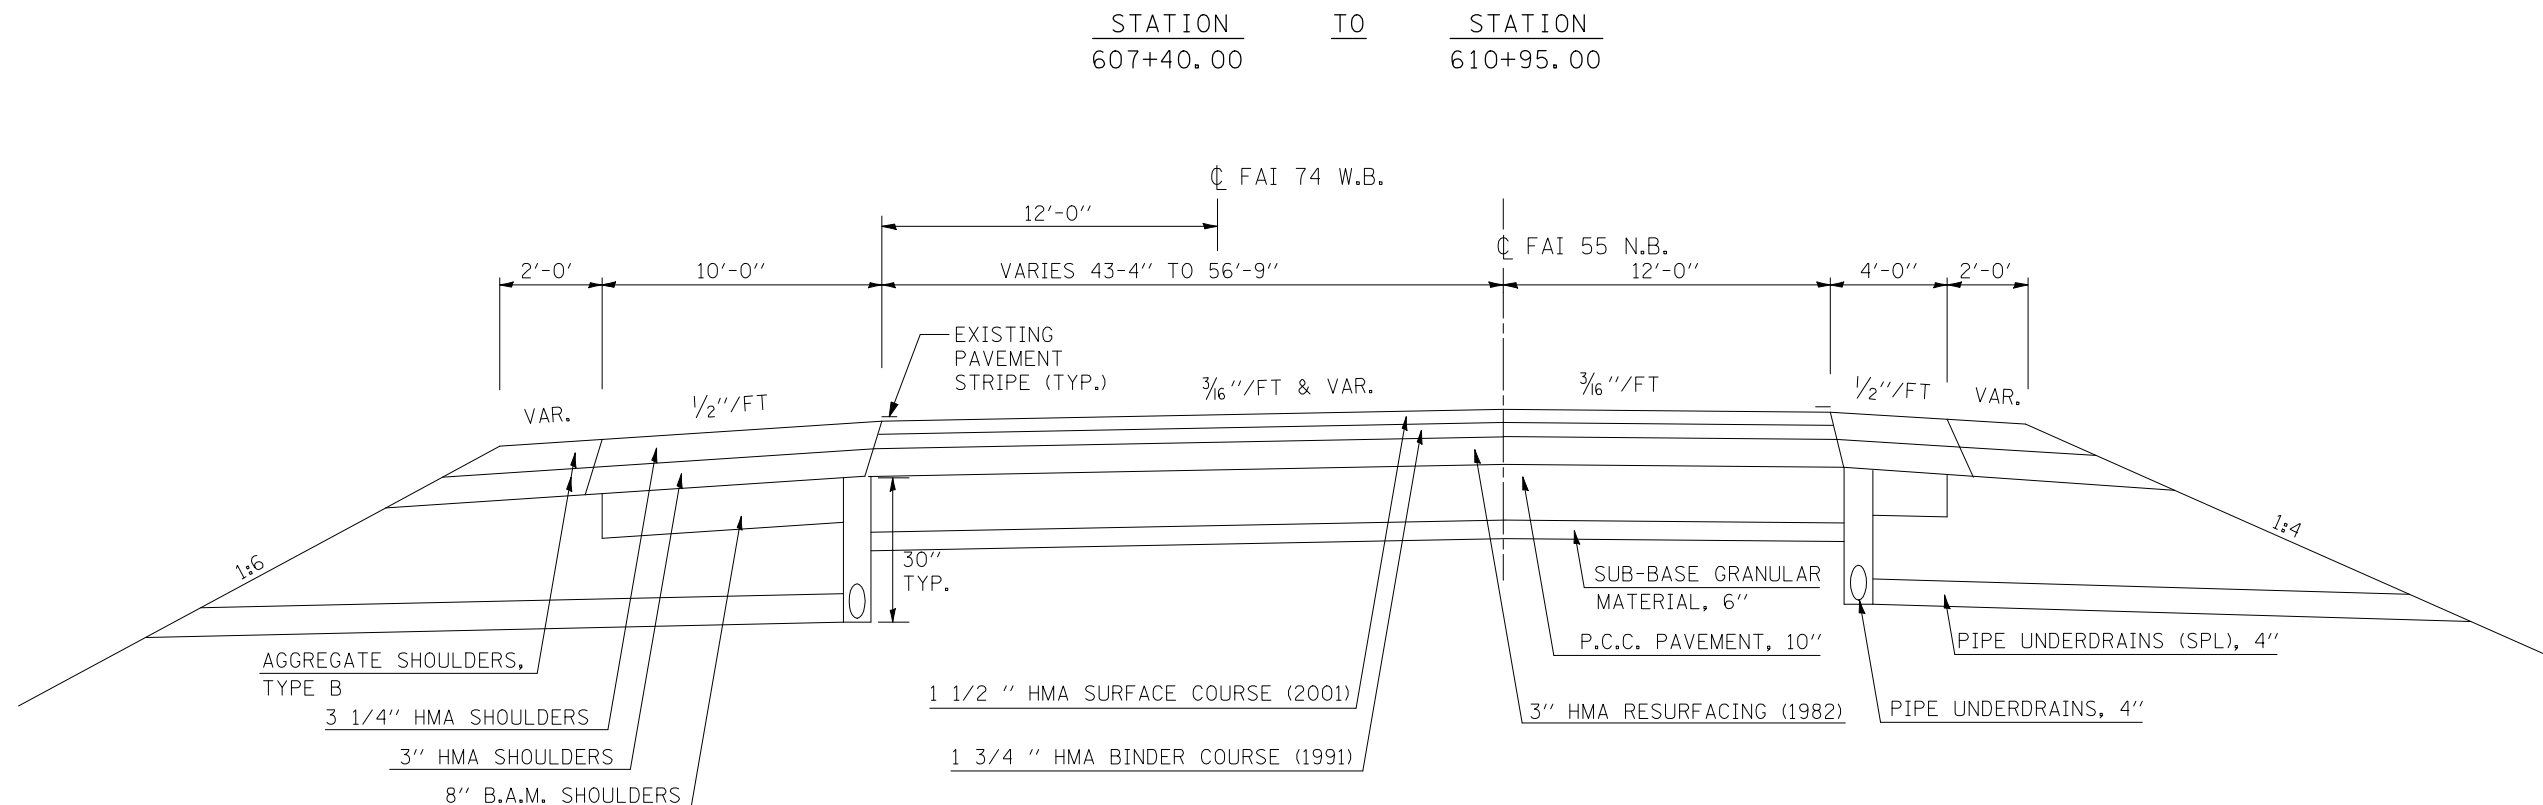 STATION TO STATION
607+40.00 610+95.00
℄ FAI 74 W.B.
12'-0"
℄ FAI 55 N.B.
2'-0' 10'-0" VARIES 43-4" TO 56'-9" 12'-0" 4'-0" 2'-0'
EXISTING
PAVEMENT
STRIPE (TYP.)
VAR. 1/2"/FT 3/16"/FT & VAR. 3/16"/FT 1/2"/FT VAR.
1:6
1:4
30"
TYP.
SUB-BASE GRANULAR
MATERIAL, 6"
P.C.C. PAVEMENT, 10"
PIPE UNDERDRAINS (SPL), 4"
AGGREGATE SHOULDERS,
TYPE B
1 1/2 " HMA SURFACE COURSE (2001)
3" HMA RESURFACING (1982)
PIPE UNDERDRAINS, 4"
3 1/4" HMA SHOULDERS
3" HMA SHOULDERS
1 3/4 " HMA BINDER COURSE (1991)
8" B.A.M. SHOULDERS